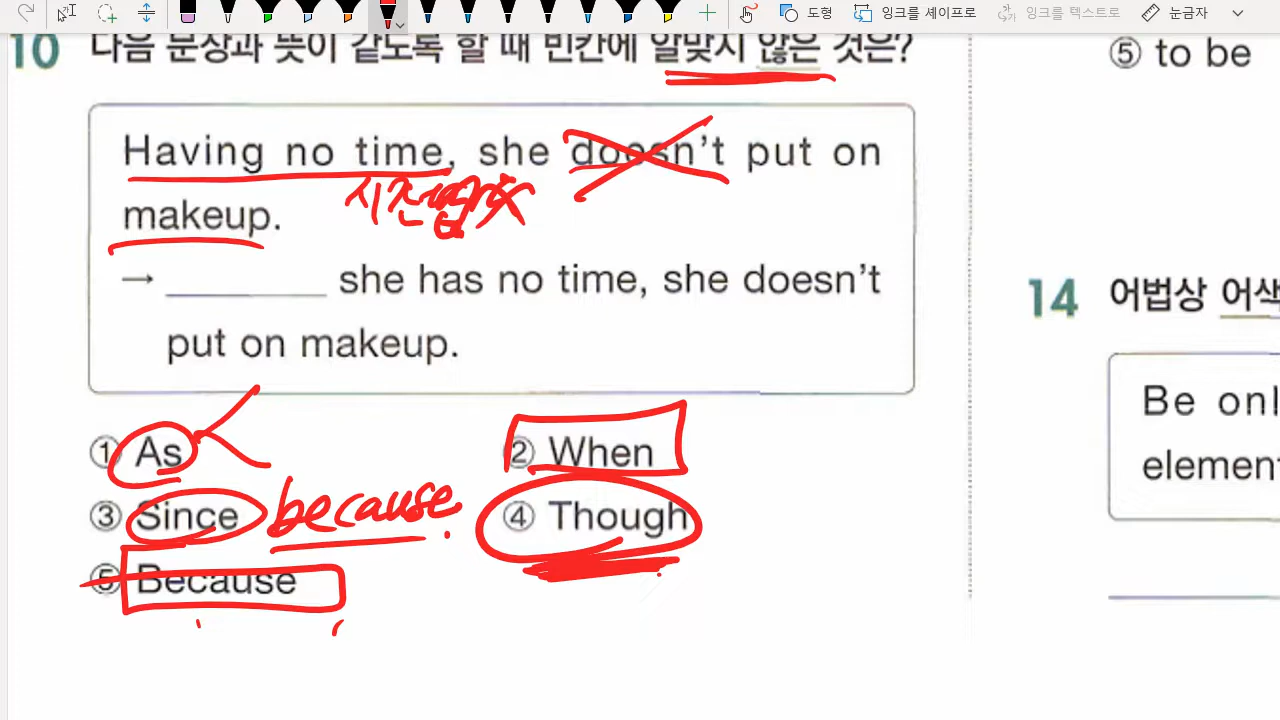 도형 잉크를 셰이프로 잉크를 텍스트로 눈금자
10 다음 문장과 뜻이 같도록 할 때 빈칸에 알맞지 않은 것은?
Having no time, she doesn't put on
makeup.
→ ________ she has no time, she doesn't
put on makeup.
① As ② When
③ Since because. ④ Though
⑤ Because
⑤ to be
14 어법상 어색
Be onl
element